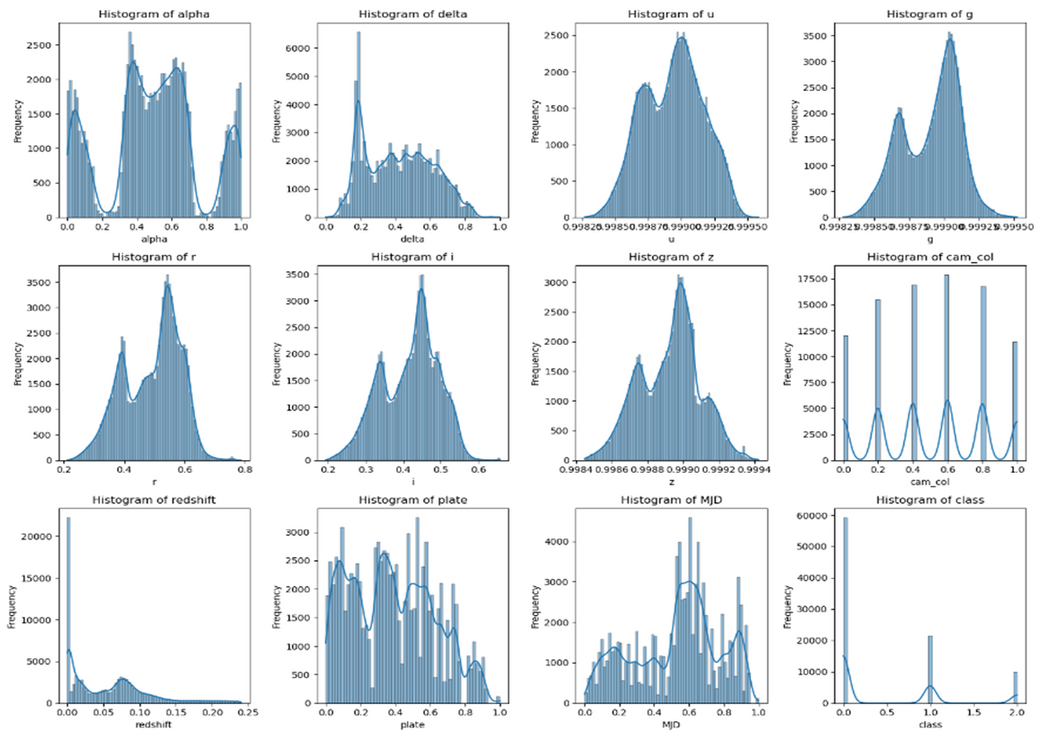 Histogram of alpha
2500
2000
1500
1000
500
0
Frequency
0.0 0.2 0.4 0.6 0.8 1.0
alpha
Histogram of delta
6000
5000
4000
3000
2000
1000
0
Frequency
0.0 0.2 0.4 0.6 0.8 1.0
delta
Histogram of u
2500
2000
1500
1000
500
0
Frequency
0.99825 0.99850 0.99875 0.99900 0.99925 0.99950
u
Histogram of g
3500
3000
2500
2000
1500
1000
500
0
Frequency
0.99825 0.99850 0.99875 0.99900 0.99925 0.99950
g
Histogram of r
3500
3000
2500
2000
1500
1000
500
0
Frequency
0.2 0.4 0.6 0.8
r
Histogram of i
3500
3000
2500
2000
1500
1000
500
0
Frequency
0.2 0.3 0.4 0.5 0.6
i
Histogram of z
3000
2500
2000
1500
1000
500
0
Frequency
0.9984 0.9986 0.9988 0.9990 0.9992 0.9994
z
Histogram of cam_col
17500
15000
12500
10000
7500
5000
2500
0
Frequency
0.0 0.2 0.4 0.6 0.8 1.0
cam_col
Histogram of redshift
20000
15000
10000
5000
0
Frequency
0.00 0.05 0.10 0.15 0.20 0.25
redshift
Histogram of plate
3000
2500
2000
1500
1000
500
0
Frequency
0.0 0.2 0.4 0.6 0.8 1.0
plate
Histogram of MJD
4000
3000
2000
1000
0
Frequency
0.0 0.2 0.4 0.6 0.8 1.0
MJD
Histogram of class
60000
50000
40000
30000
20000
10000
0
Frequency
0.0 0.5 1.0 1.5 2.0
class